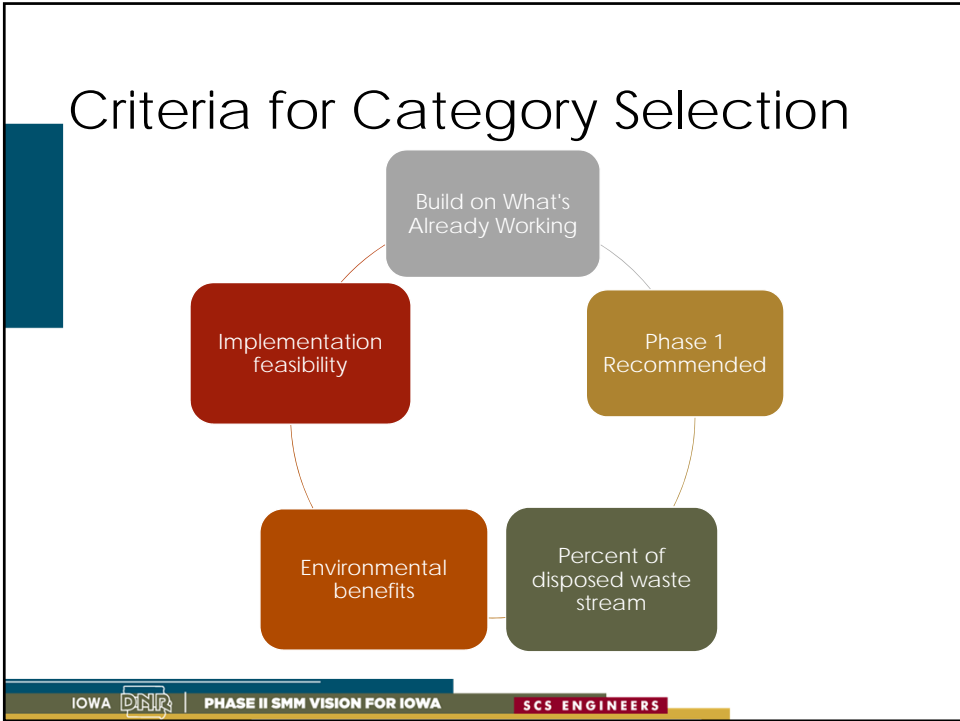 Criteria for Category Selection
Build on What's
Already Working
Phase 1
Recommended
Percent of
disposed waste
stream
Environmental
benefits
Implementation
feasibility
IOWA DNR | PHASE II SMM VISION FOR IOWA SCS ENGINEERS